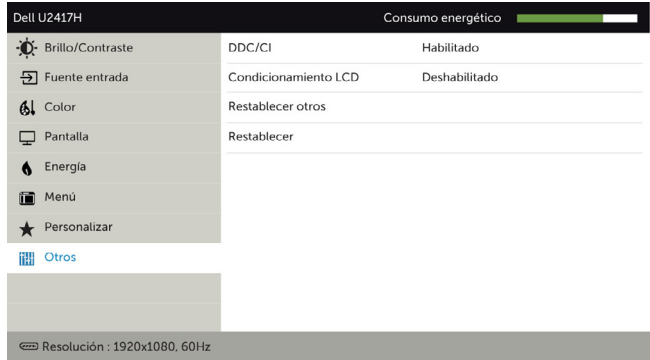 Dell U2417H
Consumo energético
Brillo/Contraste
DDC/CI Habilitado
Fuente entrada
Condicionamiento LCD Deshabilitado
Color
Restablecer otros
Pantalla
Restablecer
Energía
Menú
Personalizar
Otros
Resolución : 1920x1080, 60Hz